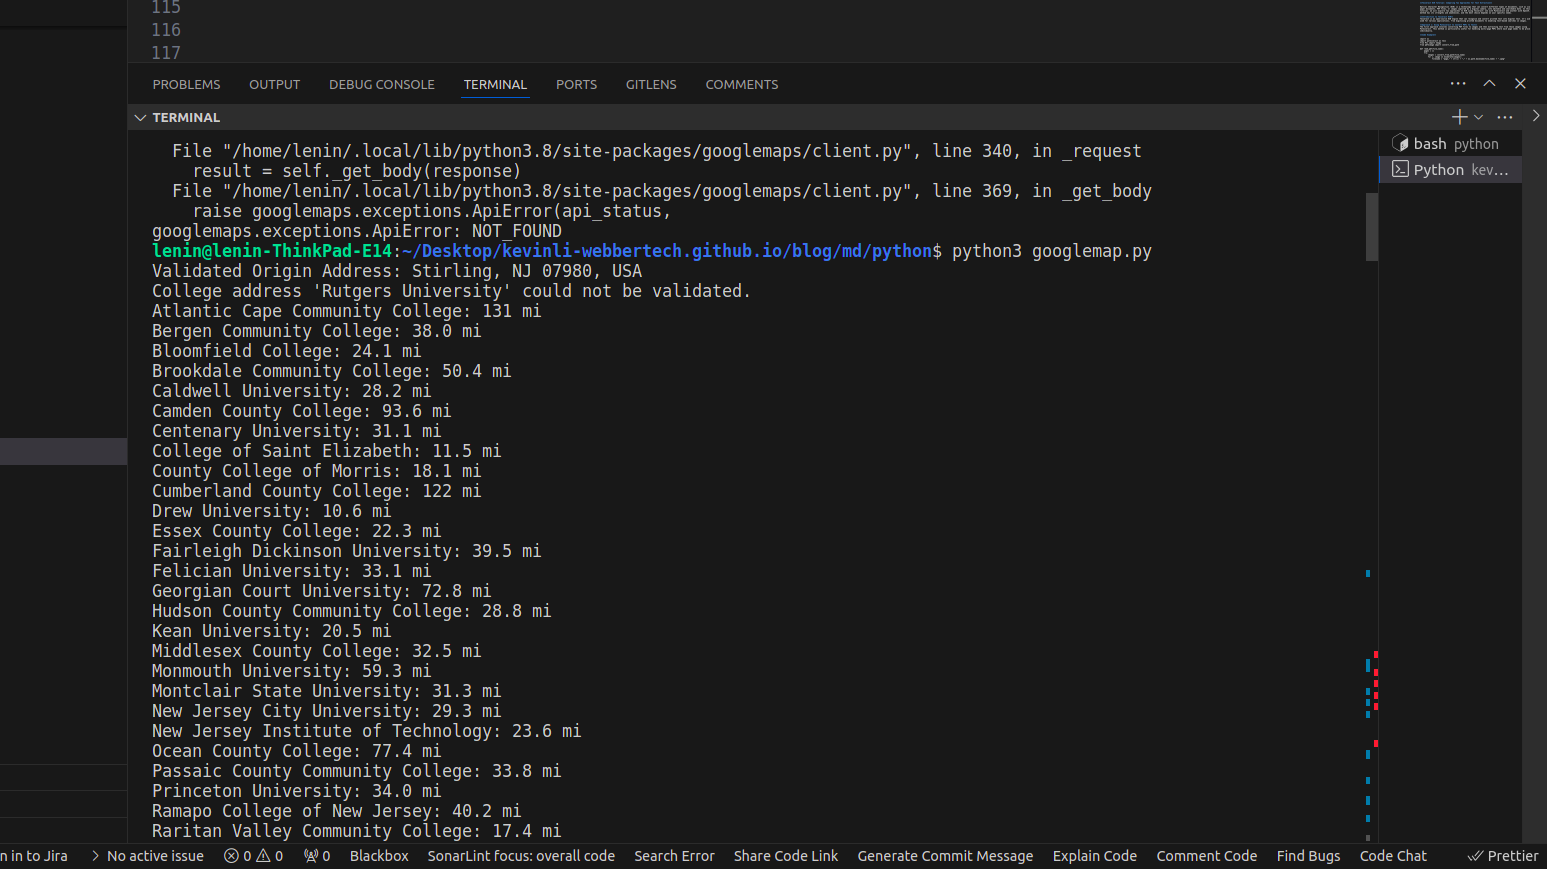 115
116
117
PROBLEMS OUTPUT DEBUG CONSOLE TERMINAL PORTS GITLENS COMMENTS
TERMINAL
File "/home/lenin/.local/lib/python3.8/site-packages/googlemaps/client.py", line 340, in _request
result = self._get_body(response)
File "/home/lenin/.local/lib/python3.8/site-packages/googlemaps/client.py", line 369, in _get_body
raise googlemaps.exceptions.ApiError(api_status,
googlemaps.exceptions.ApiError: NOT_FOUND
lenin@lenin-ThinkPad-E14:~/Desktop/kevinli-webbertech.github.io/blog/md/python$ python3 googlemap.py
Validated Origin Address: Stirling, NJ 07980, USA
College address 'Rutgers University' could not be validated.
Atlantic Cape Community College: 131 mi
Bergen Community College: 38.0 mi
Bloomfield College: 24.1 mi
Brookdale Community College: 50.4 mi
Caldwell University: 28.2 mi
Camden County College: 93.6 mi
Centenary University: 31.1 mi
College of Saint Elizabeth: 11.5 mi
County College of Morris: 18.1 mi
Cumberland County College: 122 mi
Drew University: 10.6 mi
Essex County College: 22.3 mi
Fairleigh Dickinson University: 39.5 mi
Felician University: 33.1 mi
Georgian Court University: 72.8 mi
Hudson County Community College: 28.8 mi
Kean University: 20.5 mi
Middlesex County College: 32.5 mi
Monmouth University: 59.3 mi
Montclair State University: 31.3 mi
New Jersey City University: 29.3 mi
New Jersey Institute of Technology: 23.6 mi
Ocean County College: 77.4 mi
Passaic County Community College: 33.8 mi
Princeton University: 34.0 mi
Ramapo College of New Jersey: 40.2 mi
Raritan Valley Community College: 17.4 mi
bash python
Python kev...
n in to Jira No active issue 0 0 0 Blackbox SonarLint focus: overall code Search Error Share Code Link Generate Commit Message Explain Code Comment Code Find Bugs Code Chat Prettier